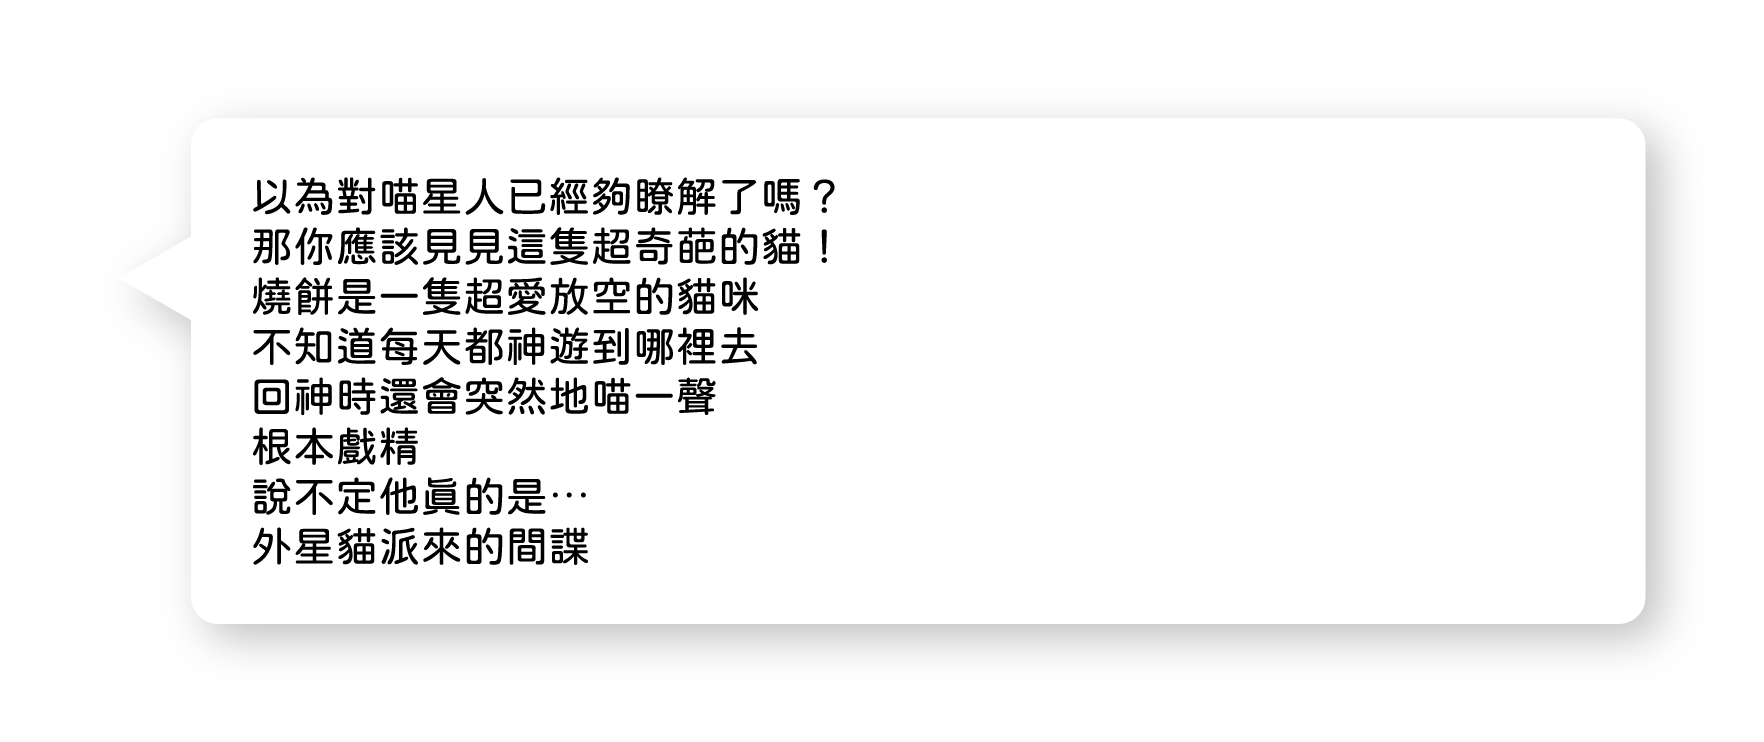 以為對喵星人已經夠瞭解了嗎？
那你應該見見這隻超奇葩的貓！
燒餅是一隻超愛放空的貓咪
不知道每天都神遊到哪裡去
回神時還會突然地喵一聲
根本戲精
說不定他真的是…
外星貓派來的間諜